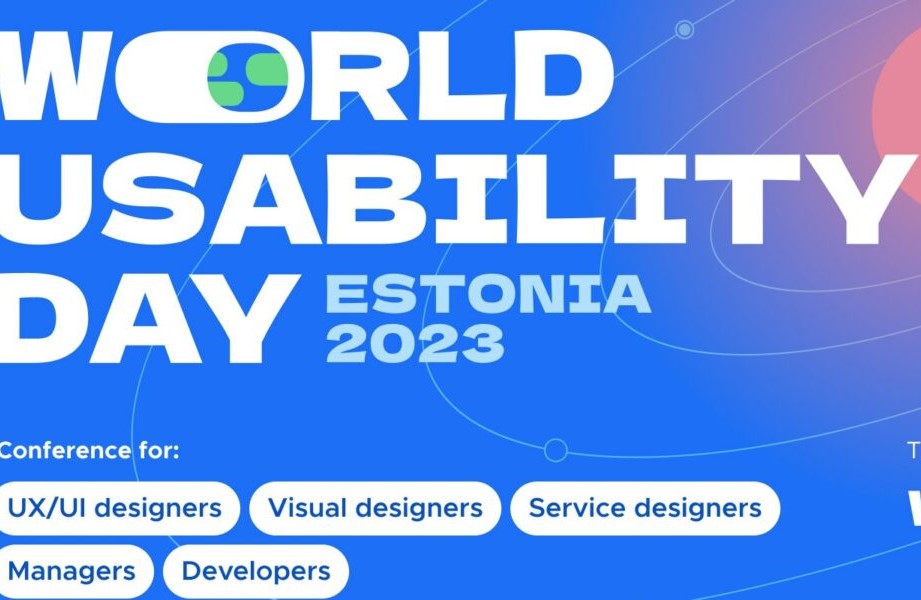 WORLD
USABILITY
DAY
ESTONIA
2023
Conference for:
UX/UI designers Visual designers Service designers
Managers Developers